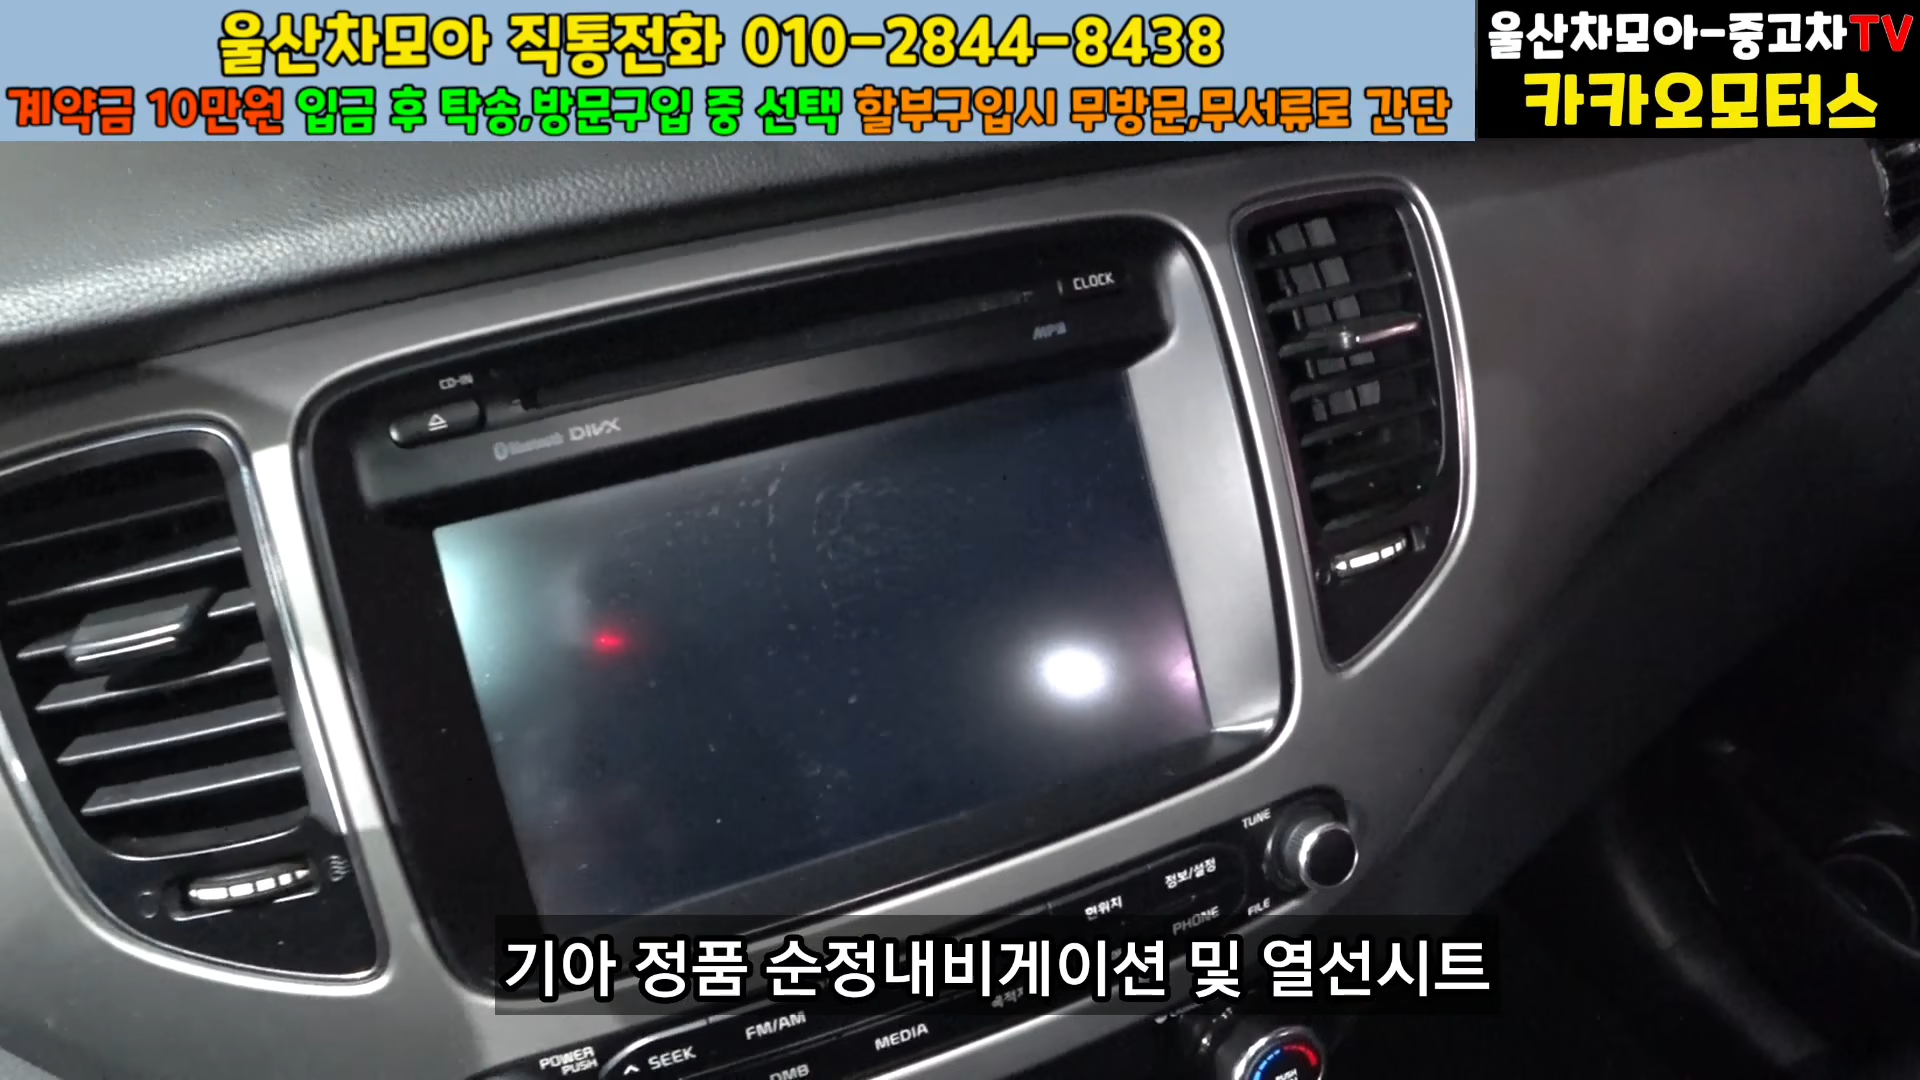 울산차모아 직통전화 010-2844-8438
계약금 10만원 입금 후 탁송,방문구입 중 선택 할부구입시 무방문,무서류로 간단
울산차모아-중고차TV
카카오모터스
CLOCK
MP3
CD-IN
Bluetooth DIVX
TUNE
정보/설정
현위치
PHONE
FILE
기아 정품 순정내비게이션 및 열선시트
FM/AM
MEDIA
POWER
PUSH
SEEK
DMB